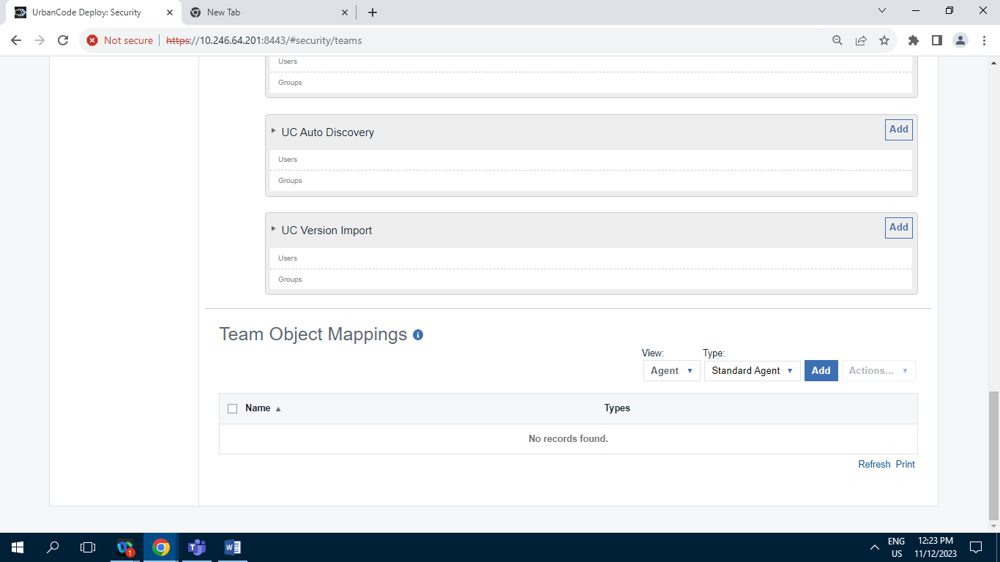 UrbanCode Deploy: Security
New Tab
Not secure
https://10.246.64.201:8443/#security/teams
Users
Groups
UC Auto Discovery
Add
Users
Groups
UC Version Import
Add
Users
Groups
Team Object Mappings
View: Type:
Agent Standard Agent Add Actions...
Name Types
No records found.
Refresh Print
1
ENG 12:23 PM
US 11/12/2023